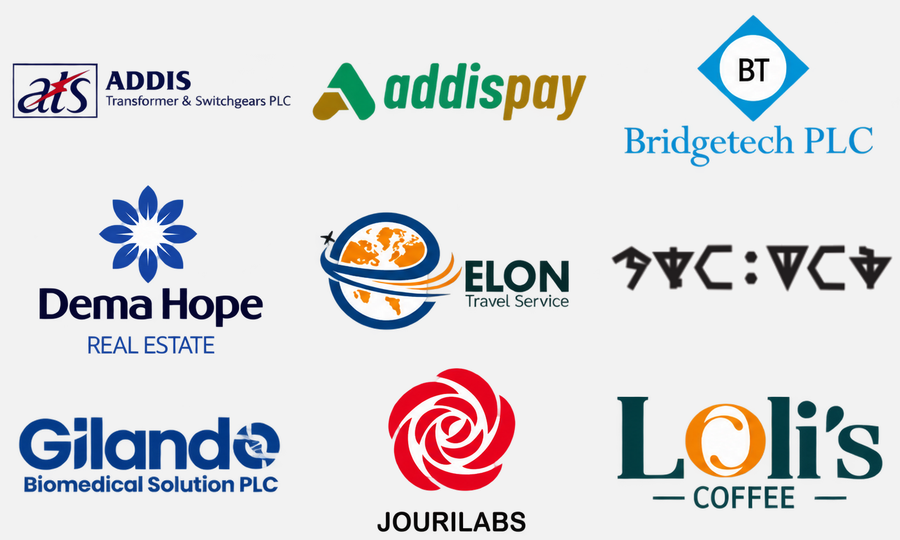 ats ADDIS
Transformer & Switchgears PLC
addispay
BT
Bridgetech PLC
Dema Hope
REAL ESTATE
ELON
Travel Service
Gilando
Biomedical Solution PLC
JOURILABS
Loli's
COFFEE